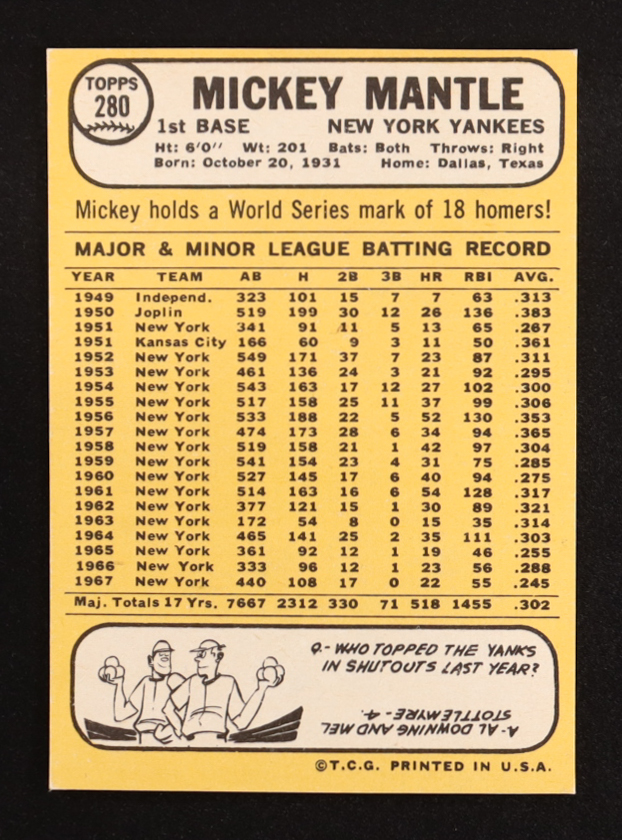 TOPPS
280
MICKEY MANTLE
1st BASE NEW YORK YANKEES
Ht: 6'0" Wt: 201 Bats: Both Throws: Right
Born: October 20, 1931 Home: Dallas, Texas
Mickey holds a World Series mark of 18 homers!
MAJOR & MINOR LEAGUE BATTING RECORD
YEAR TEAM AB H 2B 3B HR RBI AVG.
1949 Independ. 323 101 15 7 7 63 .313
1950 Joplin 519 199 30 12 26 136 .383
1951 New York 341 91 11 5 13 65 .267
1951 Kansas City 166 60 9 3 11 50 .361
1952 New York 549 171 37 7 23 87 .311
1953 New York 461 136 24 3 21 92 .295
1954 New York 543 163 17 12 27 102 .300
1955 New York 517 158 25 11 37 99 .306
1956 New York 533 188 22 5 52 130 .353
1957 New York 474 173 28 6 34 94 .365
1958 New York 519 158 21 1 42 97 .304
1959 New York 541 154 23 4 31 75 .285
1960 New York 527 145 17 6 40 94 .275
1961 New York 514 163 16 6 54 128 .317
1962 New York 377 121 15 1 30 89 .321
1963 New York 172 54 8 0 15 35 .314
1964 New York 465 141 25 2 35 111 .303
1965 New York 361 92 12 1 19 46 .255
1966 New York 333 96 12 1 23 56 .288
1967 New York 440 108 17 0 22 55 .245
Maj. Totals 17 Yrs. 7667 2312 330 71 518 1455 .302
Q.- WHO TOPPED THE YANKS
IN SHUTOUTS LAST YEAR?
A- AL DOWNING AND MEL
STOTTLEMYRE - 4.
©T.C.G. PRINTED IN U.S.A.